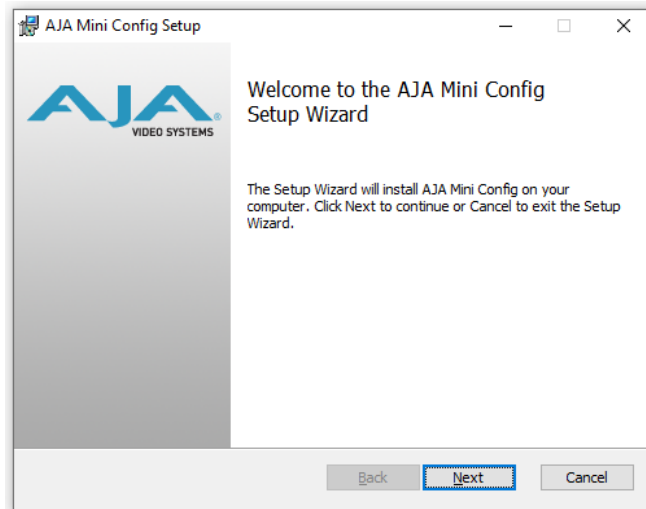 AJA Mini Config Setup
AJA®
VIDEO SYSTEMS
Welcome to the AJA Mini Config
Setup Wizard
The Setup Wizard will install AJA Mini Config on your
computer. Click Next to continue or Cancel to exit the Setup
Wizard.
Back
Next
Cancel